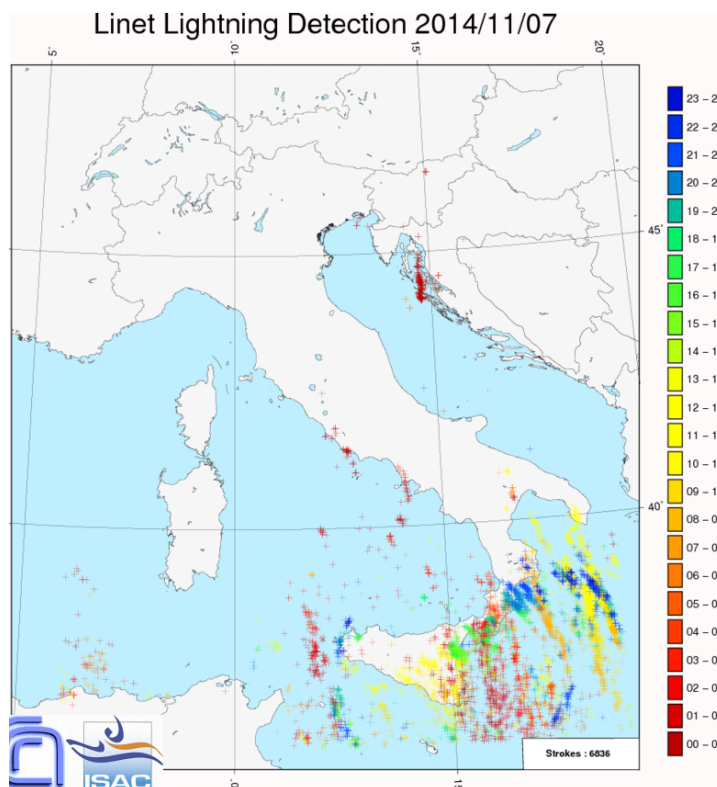 Linet Lightning Detection 2014/11/07
5°
10°
15°
20°
23 – 2
22 – 2
21 – 2
20 – 2
19 – 2
18 – 1
17 – 1
16 – 1
15 – 1
14 – 1
13 – 1
12 – 1
11 – 1
10 – 1
09 – 1
08 – 0
07 – 0
06 – 0
05 – 0
04 – 0
03 – 0
02 – 0
01 – 0
00 – 0
45°
40°
Strokes : 6836
ISAC